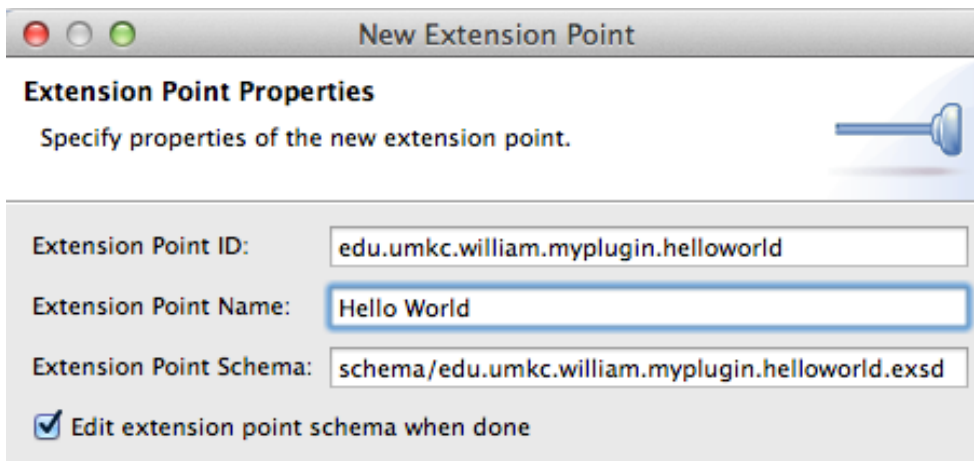 New Extension Point
Extension Point Properties
Specify properties of the new extension point.
Extension Point ID: edu.umkc.william.myplugin.helloworld
Extension Point Name: Hello World
Extension Point Schema: schema/edu.umkc.william.myplugin.helloworld.exsd
Edit extension point schema when done